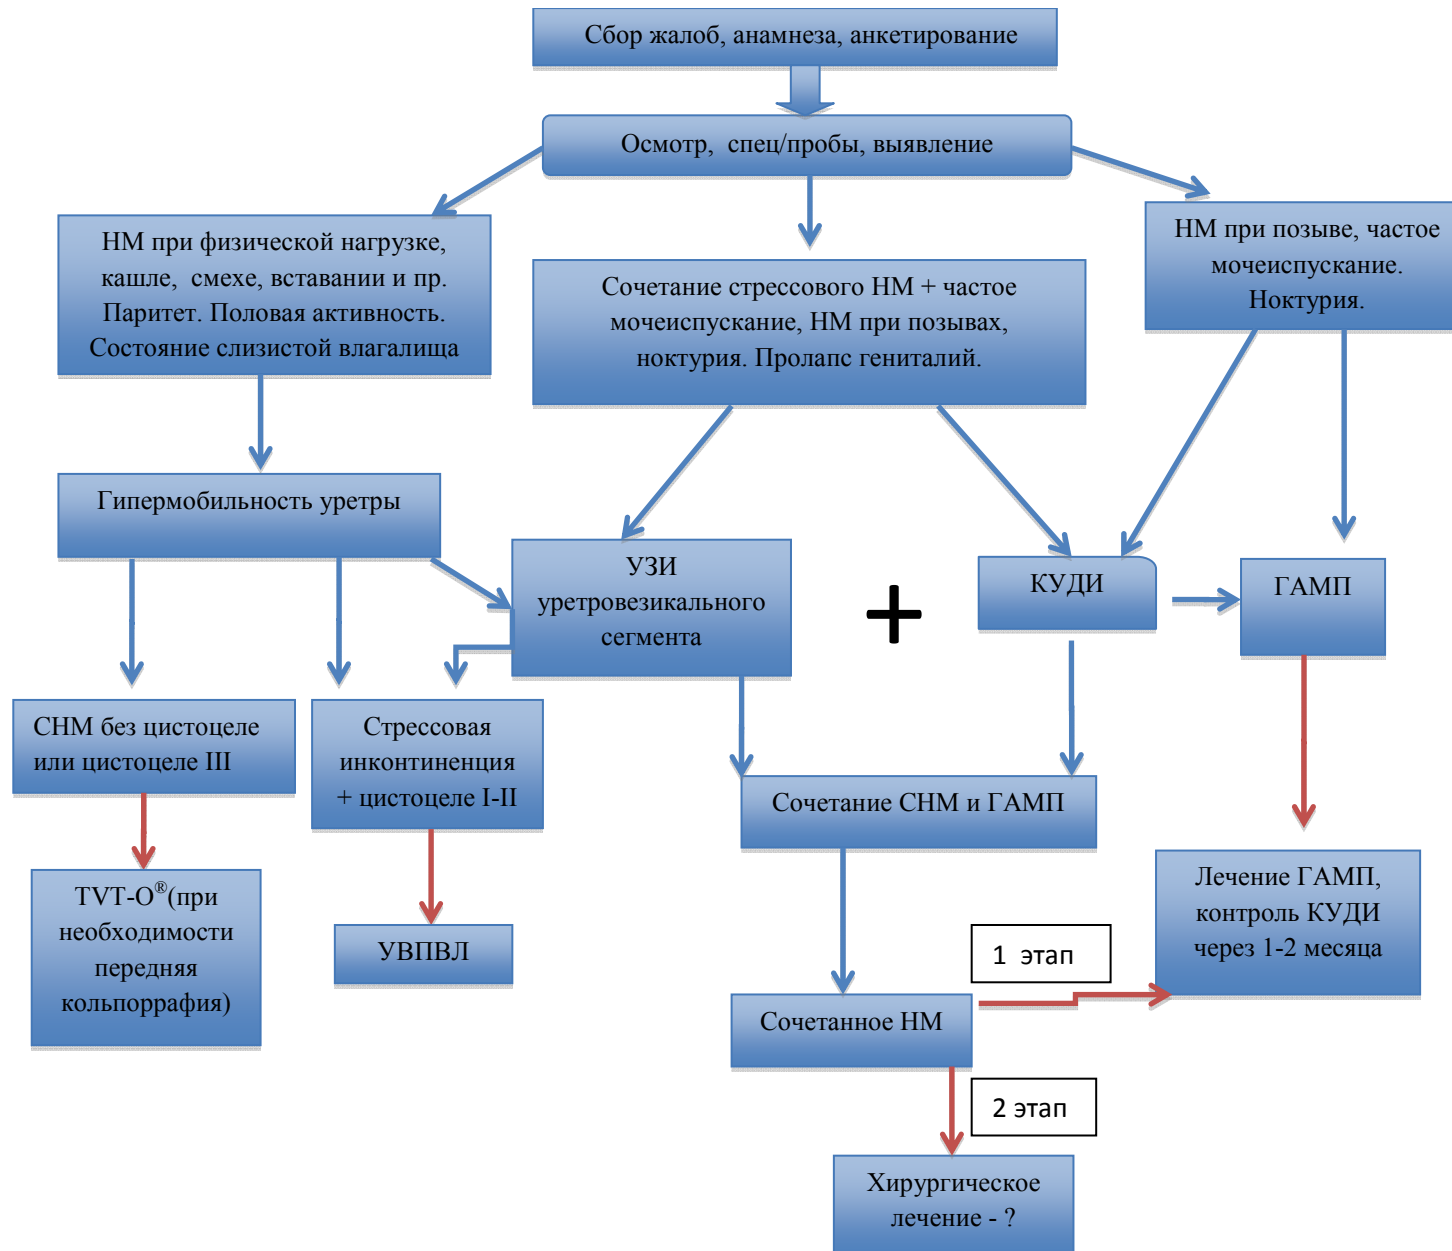 Сбор жалоб, анамнеза, анкетирование
Осмотр, спец/пробы, выявление
НМ при физической нагрузке,
кашле, смехе, вставании и пр.
Паритет. Половая активность.
Состояние слизистой влагалища
Сочетание стрессового НМ + частое
мочеиспускание, НМ при позывах,
ноктурия. Пролапс гениталий.
НМ при позыве, частое
мочеиспускание.
Ноктурия.
Гипермобильность уретры
УЗИ
уретровезикального
сегмента
+
КУДИ
ГАМП
СНМ без цистоцеле
или цистоцеле III
Стрессовая
инконтиненция
+ цистоцеле I-II
Сочетание СНМ и ГАМП
TVT-O®(при
необходимости
передняя
кольпоррафия)
УВПВЛ
Лечение ГАМП,
контроль КУДИ
через 1-2 месяца
1 этап
Сочетанное НМ
2 этап
Хирургическое
лечение - ?